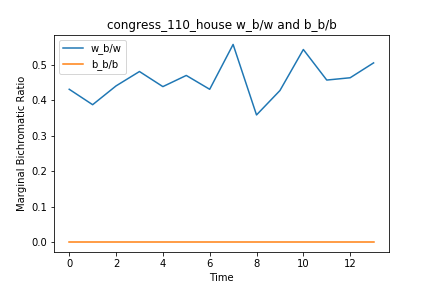 congress_110_house w_b/w and b_b/b
w_b/w
b_b/b
Marginal Bichromatic Ratio
0.5
0.4
0.3
0.2
0.1
0.0
0 2 4 6 8 10 12
Time